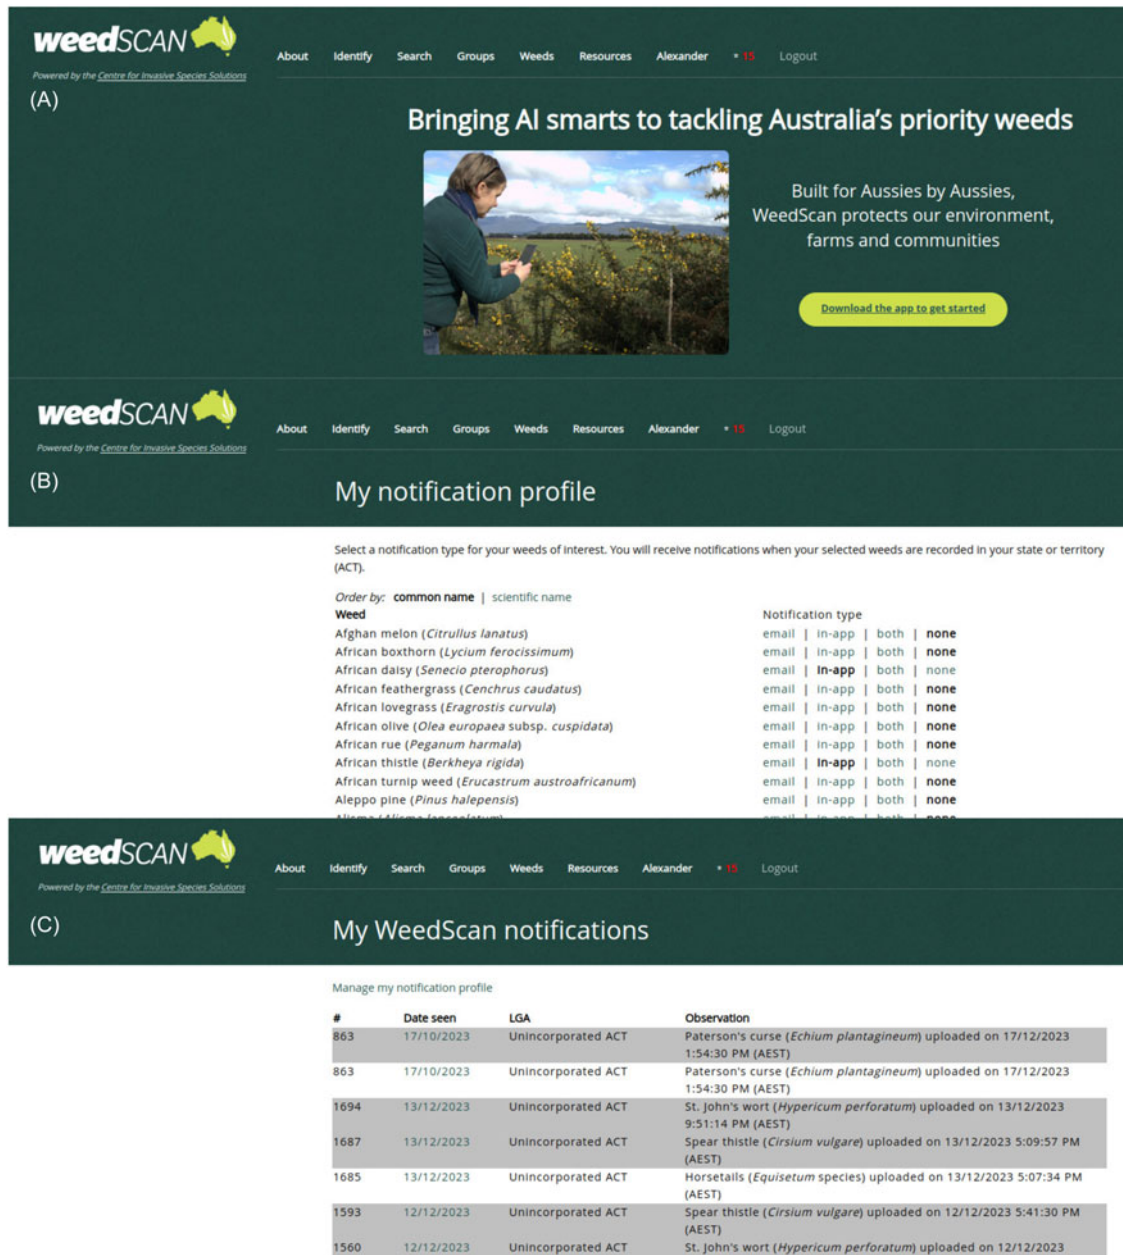 weedSCAN
Powered by the Centre for Invasive Species Solutions
About Identify Search Groups Weeds Resources Alexander 15 Logout
(A)
Bringing AI smarts to tackling Australia's priority weeds
Built for Aussies by Aussies,
WeedScan protects our environment,
farms and communities
Download the app to get started
weedSCAN
Powered by the Centre for Invasive Species Solutions
About Identify Search Groups Weeds Resources Alexander 15 Logout
(B)
My notification profile
Select a notification type for your weeds of interest. You will receive notifications when your selected weeds are recorded in your state or territory
(ACT).
Order by: common name | scientific name
Weed Notification type
Afghan melon (Citrullus lanatus) email | in-app | both | none
African boxthorn (Lycium ferocissimum) email | in-app | both | none
African daisy (Senecio pterophorus) email | in-app | both | none
African feathergrass (Cenchrus caudatus) email | in-app | both | none
African lovegrass (Eragrostis curvula) email | in-app | both | none
African olive (Olea europaea subsp. cuspidata) email | in-app | both | none
African rue (Peganum harmala) email | in-app | both | none
African thistle (Berkheya rigida) email | in-app | both | none
African turnip weed (Erucastrum austroafricanum) email | in-app | both | none
Aleppo pine (Pinus halepensis) email | in-app | both | none
Alisma (Alisma lanceolatum) email | in-app | both | none
weedSCAN
Powered by the Centre for Invasive Species Solutions
About Identify Search Groups Weeds Resources Alexander 15 Logout
(C)
My WeedScan notifications
Manage my notification profile
# Date seen LGA Observation
863 17/10/2023 Unincorporated ACT Paterson's curse (Echium plantagineum) uploaded on 17/12/2023
1:54:30 PM (AEST)
863 17/10/2023 Unincorporated ACT Paterson's curse (Echium plantagineum) uploaded on 17/12/2023
1:54:30 PM (AEST)
1694 13/12/2023 Unincorporated ACT St. John's wort (Hypericum perforatum) uploaded on 13/12/2023
9:51:14 PM (AEST)
1687 13/12/2023 Unincorporated ACT Spear thistle (Cirsium vulgare) uploaded on 13/12/2023 5:09:57 PM
(AEST)
1685 13/12/2023 Unincorporated ACT Horsetails (Equisetum species) uploaded on 13/12/2023 5:07:34 PM
(AEST)
1593 12/12/2023 Unincorporated ACT Spear thistle (Cirsium vulgare) uploaded on 12/12/2023 5:41:30 PM
(AEST)
1560 12/12/2023 Unincorporated ACT St. John's wort (Hypericum perforatum) uploaded on 12/12/2023